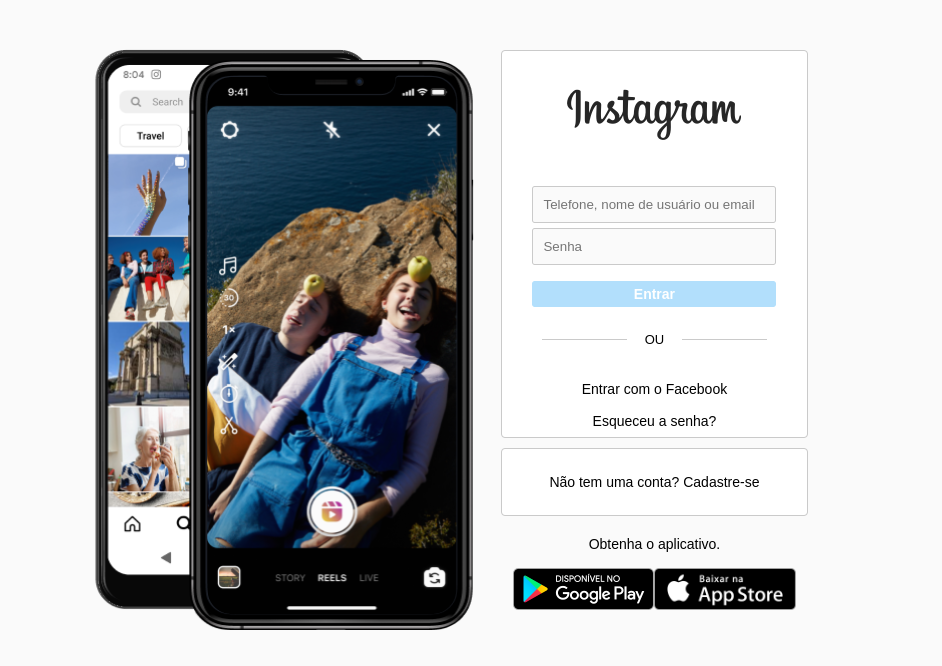 8:04
Search
Travel
9:41
30
1×
STORY REELS LIVE
Instagram
Telefone, nome de usuário ou email
Senha
Entrar
OU
Entrar com o Facebook
Esqueceu a senha?
Não tem uma conta? Cadastre-se
Obtenha o aplicativo.
DISPONÍVEL NO
Google Play
Baixar na
App Store